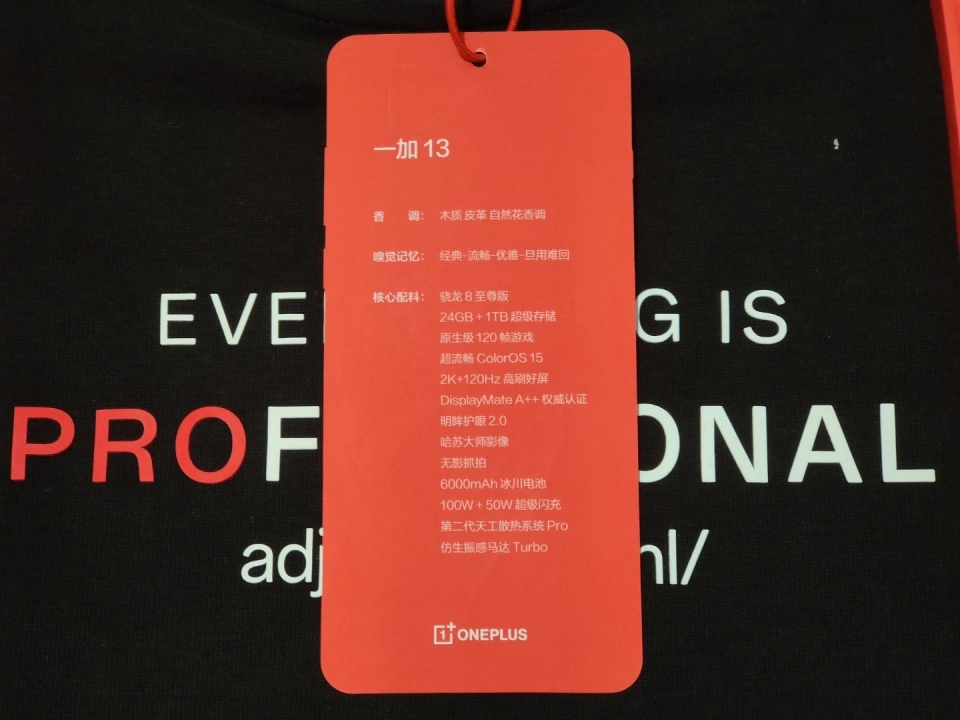 一加 13
香 调： 木质 皮革 自然花香调
嗅觉记忆： 经典-流畅-优雅-旦用难回
核心配料： 骁龙 8 至尊版
24GB + 1TB 超级存储
原生级 120 帧游戏
超流畅 ColorOS 15
2K+120Hz 高刷好屏
DisplayMate A++ 权威认证
明眸护眼 2.0
哈苏大师影像
无影抓拍
6000mAh 冰川电池
100W + 50W 超级闪充
第二代天工散热系统 Pro
仿生振感马达 Turbo
1+ ONEPLUS
EVE G IS
PROF ONAL
adj nl/